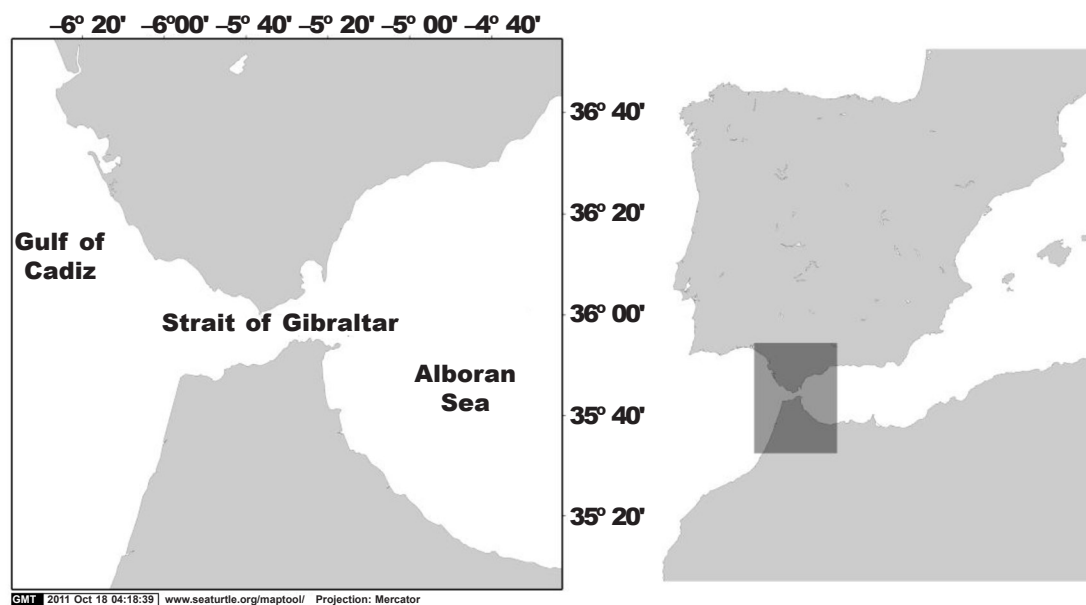 –6º 20' –6º00' –5º 40' –5º 20' –5º 00' –4º 40'
36º 40'
36º 20'
Gulf of
Cadiz
36º 00'
Strait of Gibraltar
Alboran
Sea
35º 40'
35º 20'
GMT 2011 Oct 18 04:18:39 www.seaturtle.org/maptool/ Projection: Mercator